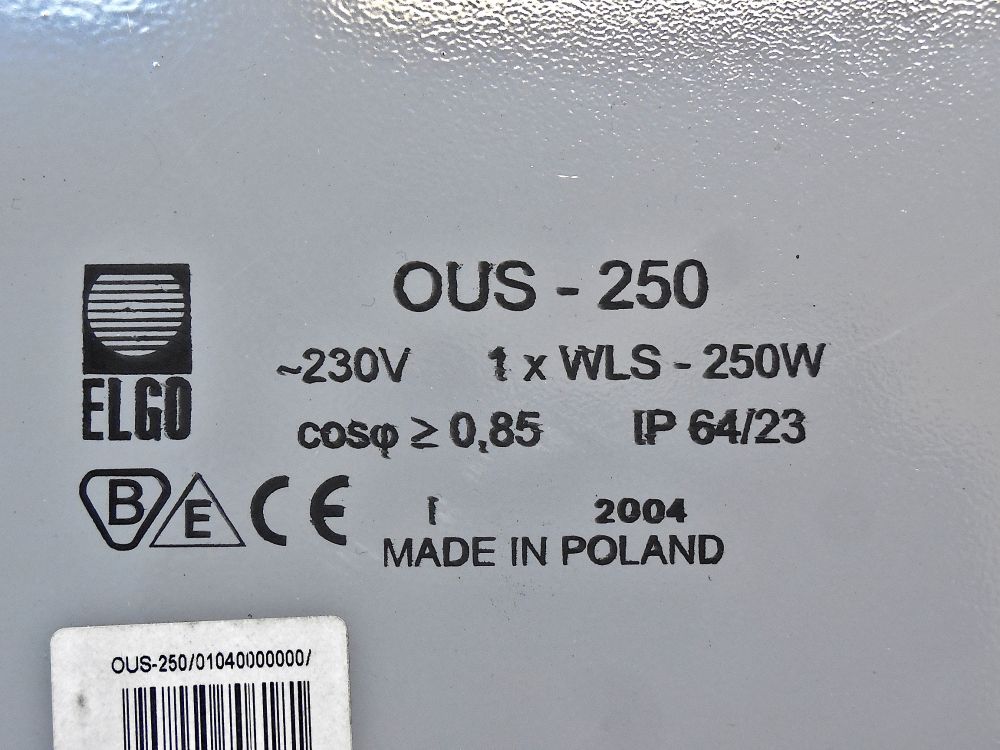 OUS - 250
ELGO
~230V 1 x WLS - 250W
cosφ ≥ 0,85 IP 64/23
B E CE
I 2004
MADE IN POLAND
OUS-250/01040000000/